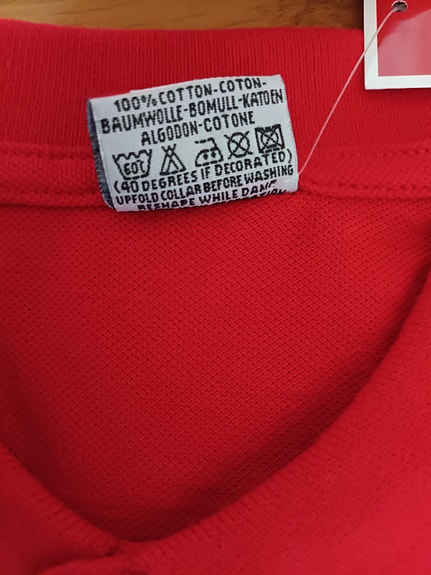 100% COTTON-COTON-
BAUMWOLLE-BOMULL-KATOEN
ALGODON-COTONE
60°
(40 DEGREES IF DECORATED)
UPFOLD COLLAR BEFORE WASHING
RESHAPE WHILE DAMP